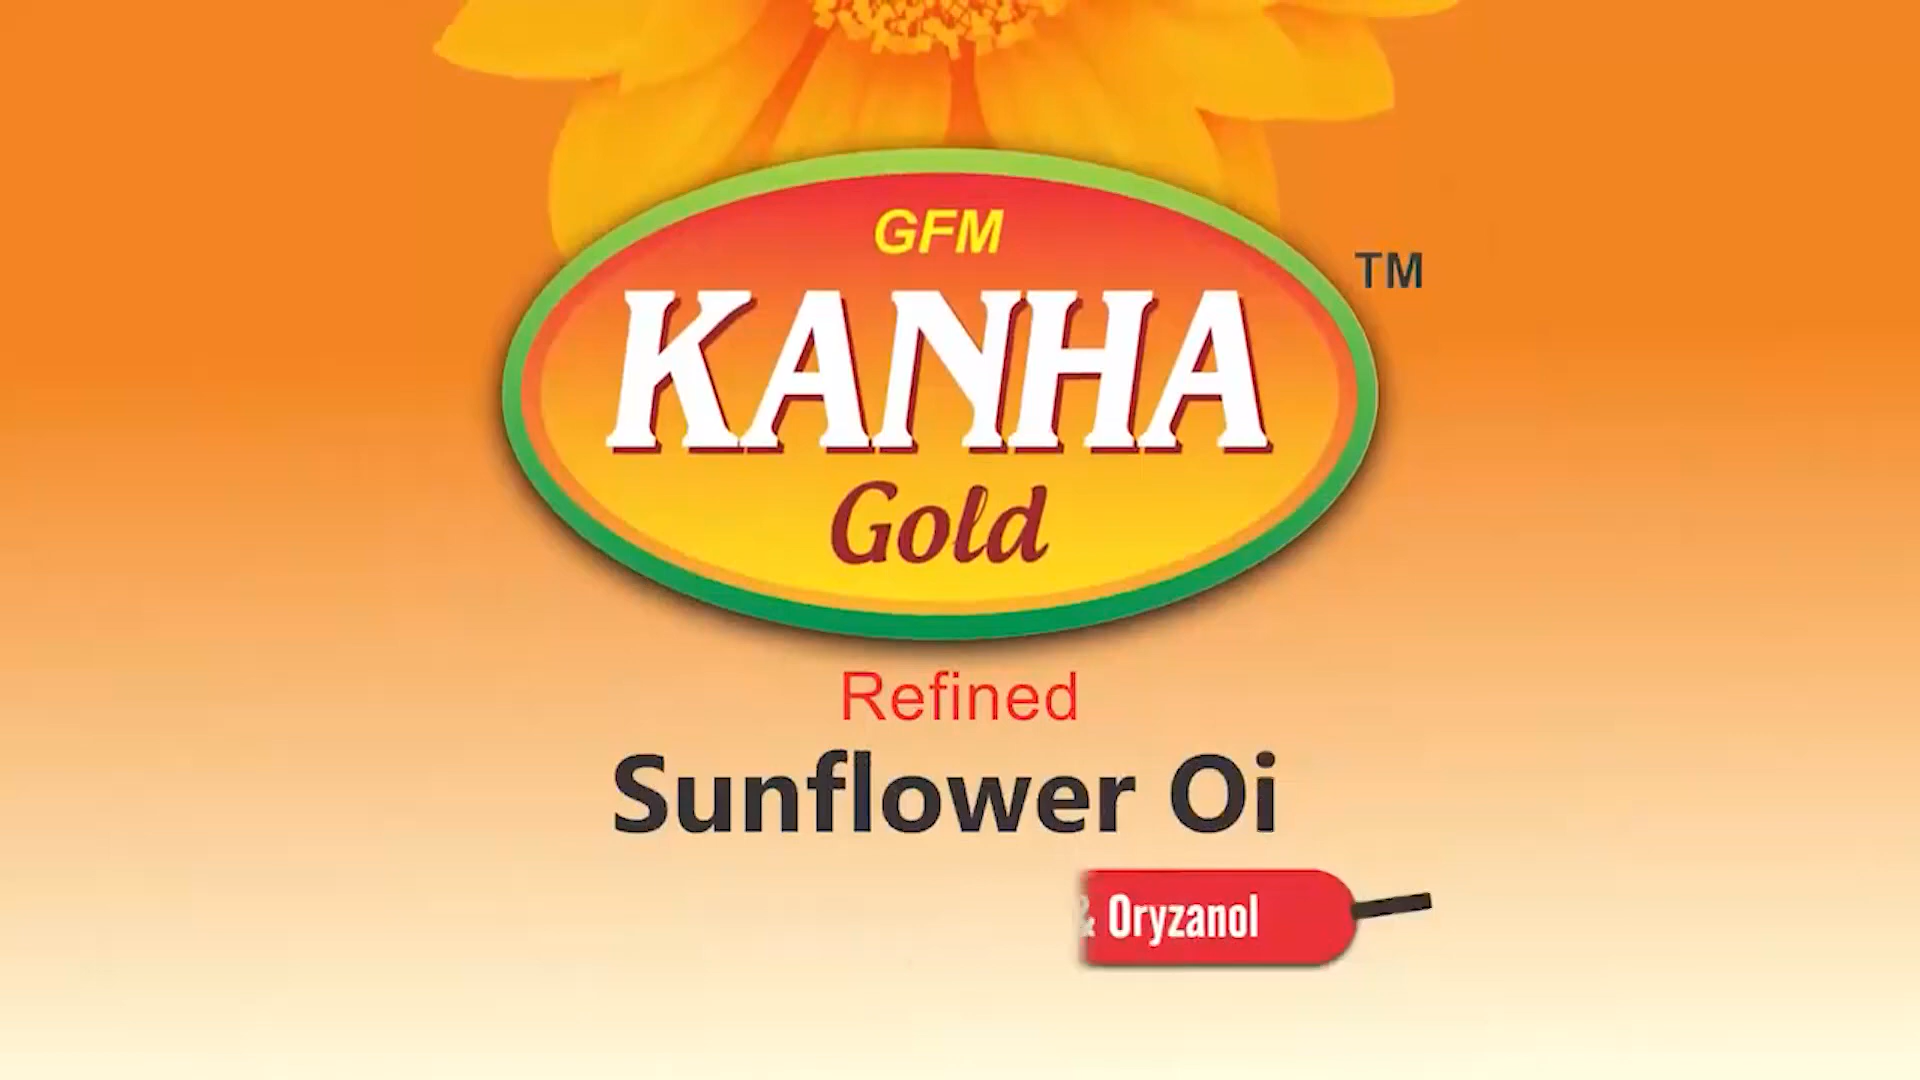 GFM
KANHA
TM
Gold
Refined
Sunflower Oi
& Oryzanol